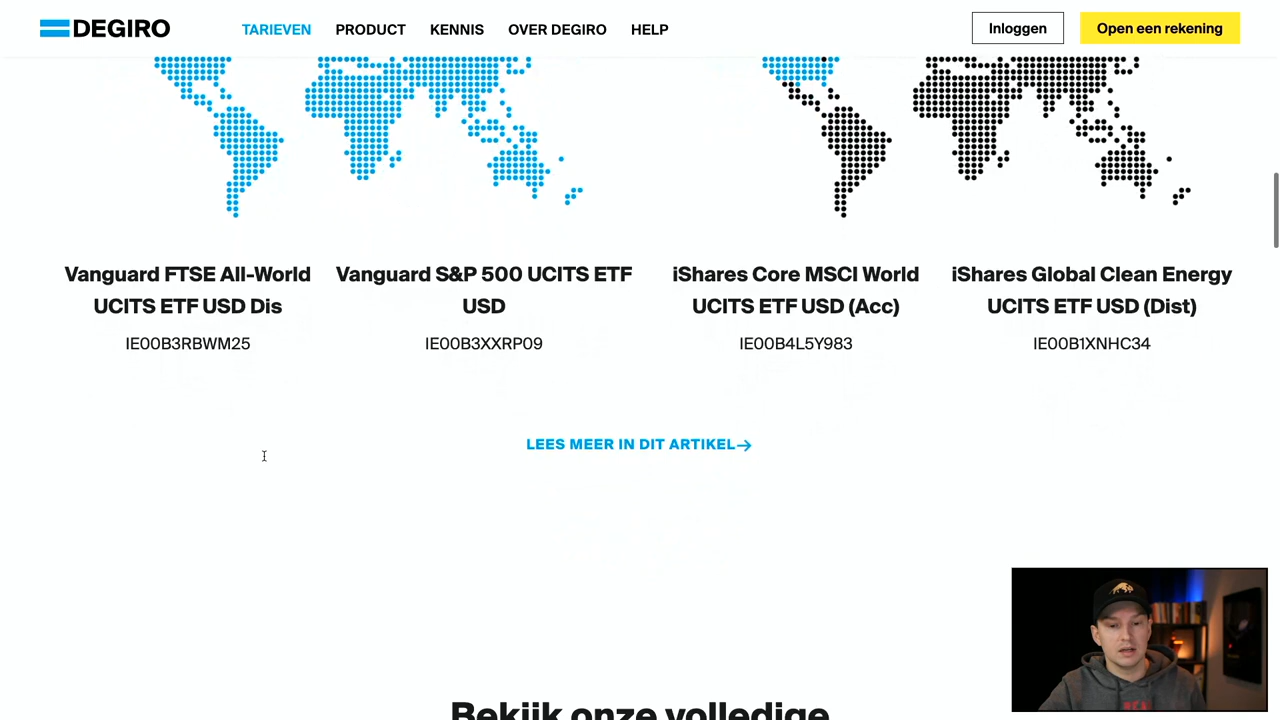 DEGIRO
TARIEVEN PRODUCT KENNIS OVER DEGIRO HELP
Inloggen
Open een rekening
Vanguard FTSE All-World
UCITS ETF USD Dis
IE00B3RBWM25
Vanguard S&P 500 UCITS ETF
USD
IE00B3XXRP09
iShares Core MSCI World
UCITS ETF USD (Acc)
IE00B4L5Y983
iShares Global Clean Energy
UCITS ETF USD (Dist)
IE00B1XNHC34
LEES MEER IN DIT ARTIKEL→
Bekijk onze volledige